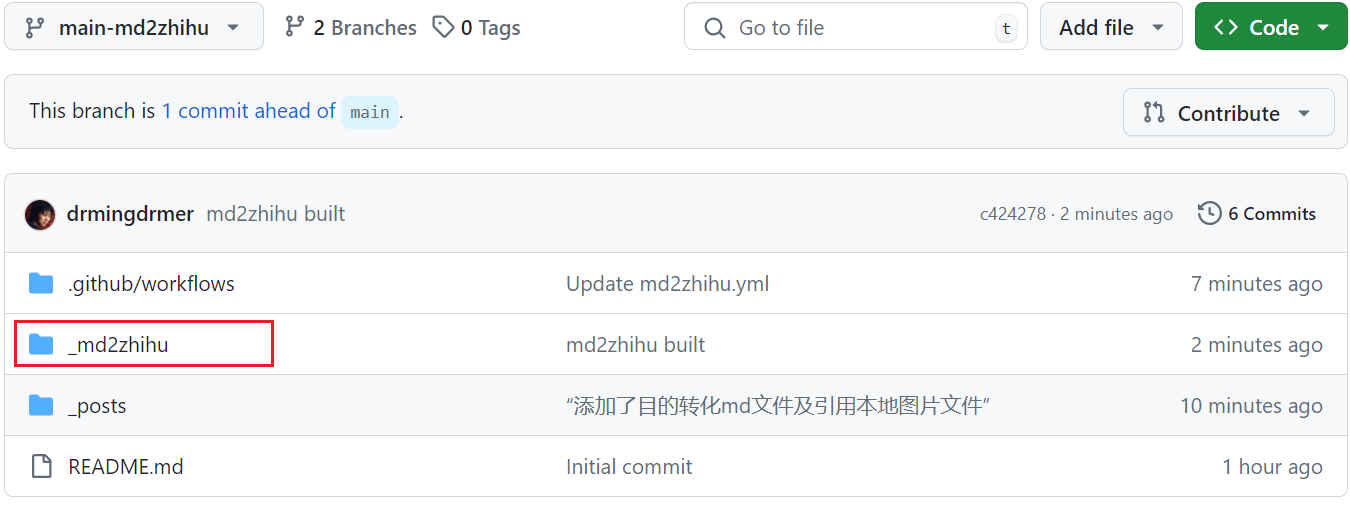 main-md2zhihu 2 Branches 0 Tags Go to file t Add file Code
This branch is 1 commit ahead of main.
Contribute
drmingdrmer md2zhihu built c424278 · 2 minutes ago 6 Commits
.github/workflows Update md2zhihu.yml 7 minutes ago
_md2zhihu md2zhihu built 2 minutes ago
_posts “添加了目的转化md文件及引用本地图片文件” 10 minutes ago
README.md Initial commit 1 hour ago